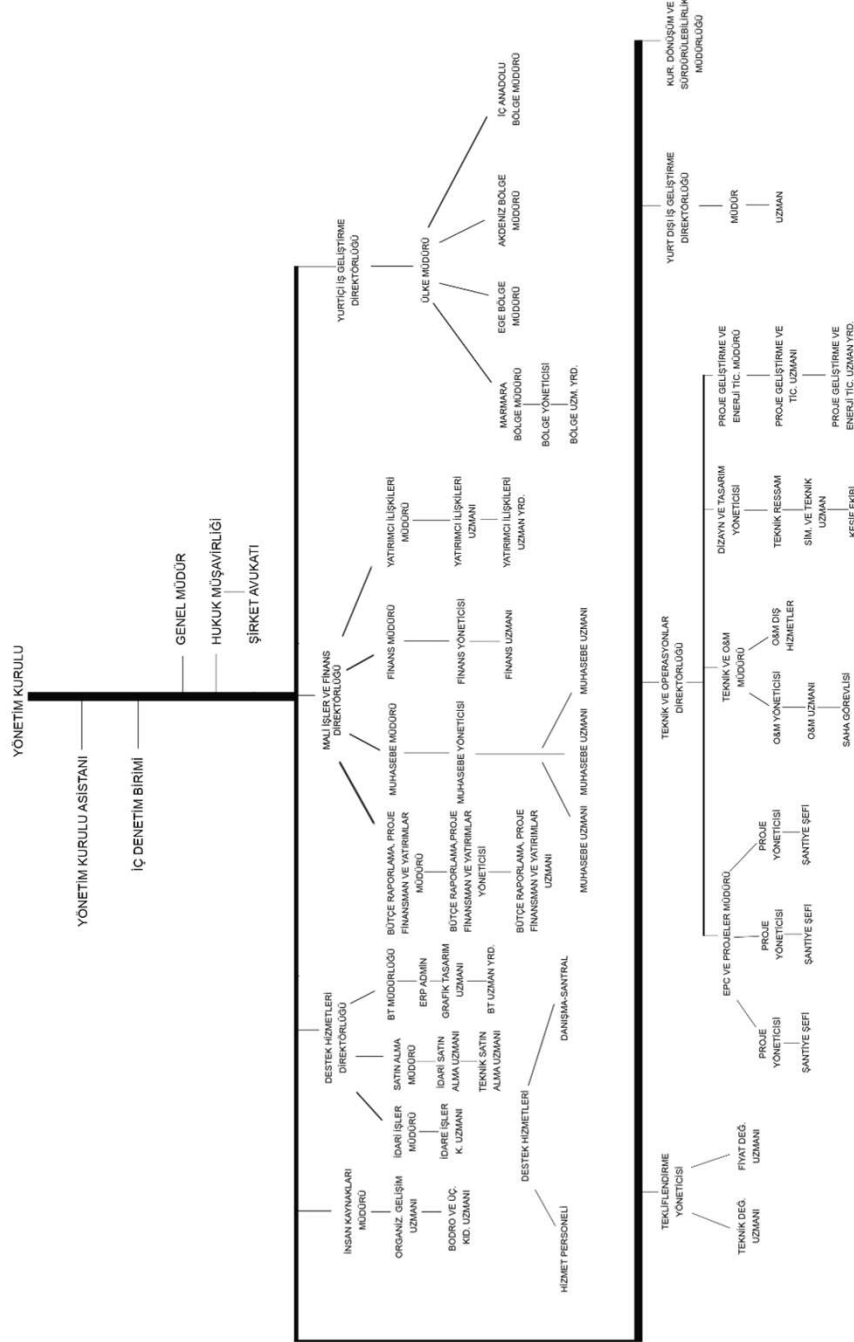 YÖNETİM KURULU
YÖNETİM KURULU ASİSTANI
İÇ DENETİM BİRİMİ
GENEL MÜDÜR
HUKUK MÜŞAVİRLİĞİ
ŞİRKET AVUKATI
İNSAN KAYNAKLARI
MÜDÜRÜ
ORGANİZ. GELİŞİM
UZMANI
BODRO VE ÜÇ.
KID. UZMANI
DESTEK HİZMETLERİ
DİREKTÖRLÜĞÜ
İDARİ İŞLER
MÜDÜRÜ
İDARE İŞLER
K. UZMANI
SATIN ALMA
MÜDÜRÜ
İDARİ SATIN
ALMA UZMANI
TEKNİK SATIN
ALMA UZMANI
BT MÜDÜRLÜĞÜ
ERP ADMİN
GRAFİK TASARIM
UZMANI
BT UZMAN YRD.
DESTEK HİZMETLERİ
HİZMET PERSONELİ
DANIŞMA-SANTRAL
MALİ İŞLER VE FİNANS
DİREKTÖRLÜĞÜ
BÜTÇE RAPORLAMA, PROJE
FİNANSMAN VE YATIRIMLAR
MÜDÜRÜ
BÜTÇE RAPORLAMA,PROJE
FİNANSMAN VE YATIRIMLAR
YÖNETİCİSİ
BÜTÇE RAPORLAMA, PROJE
FİNANSMAN VE YATIRIMLAR
UZMANI
MUHASEBE MÜDÜRÜ
MUHASEBE YÖNETİCİSİ
MUHASEBE UZMANI
MUHASEBE UZMANI
MUHASEBE UZMANI
FİNANS MÜDÜRÜ
FİNANS YÖNETİCİSİ
FİNANS UZMANI
YATIRIMCI İLİŞKİLERİ
MÜDÜRÜ
YATIRIMCI İLİŞKİLERİ
UZMANI
YATIRIMCI İLİŞKİLERİ
UZMAN YRD.
YURTİÇİ İŞ GELİŞTİRME
DİREKTÖRLÜĞÜ
ÜLKE MÜDÜRÜ
MARMARA
BÖLGE MÜDÜRÜ
BÖLGE YÖNETİCİSİ
BÖLGE UZM. YRD.
EGE BÖLGE
MÜDÜRÜ
AKDENİZ BÖLGE
MÜDÜRÜ
İÇ ANADOLU
BÖLGE MÜDÜRÜ
TEKLİFLENDİRME
YÖNETİCİSİ
TEKNİK DEĞ.
UZMANI
FİYAT DEĞ.
UZMANI
TEKNİK VE OPERASYONLAR
DİREKTÖRLÜĞÜ
EPC VE PROJELER MÜDÜRÜ
PROJE
YÖNETİCİSİ
ŞANTİYE ŞEFİ
PROJE
YÖNETİCİSİ
ŞANTİYE ŞEFİ
PROJE
YÖNETİCİSİ
ŞANTİYE ŞEFİ
TEKNİK VE O&M
MÜDÜRÜ
O&M YÖNETİCİSİ
O&M UZMANI
SAHA GÖREVLİSİ
O&M DIŞ
HİZMETLER
DİZAYN VE TASARIM
YÖNETİCİSİ
TEKNİK RESSAM
SİM. VE TEKNİK
UZMAN
KEŞİF EKİBİ
PROJE GELİŞTİRME VE
ENERJİ TİC. MÜDÜRÜ
PROJE GELİŞTİRME VE
TİC. UZMANI
PROJE GELİŞTİRME VE
ENERJİ TİC. UZMAN YRD.
YURT DIŞI İŞ GELİŞTİRME
DİREKTÖRLÜĞÜ
MÜDÜR
UZMAN
KUR. DÖNÜŞÜM VE
SÜRDÜRÜLEBİLİRLİK
MÜDÜRLÜĞÜ